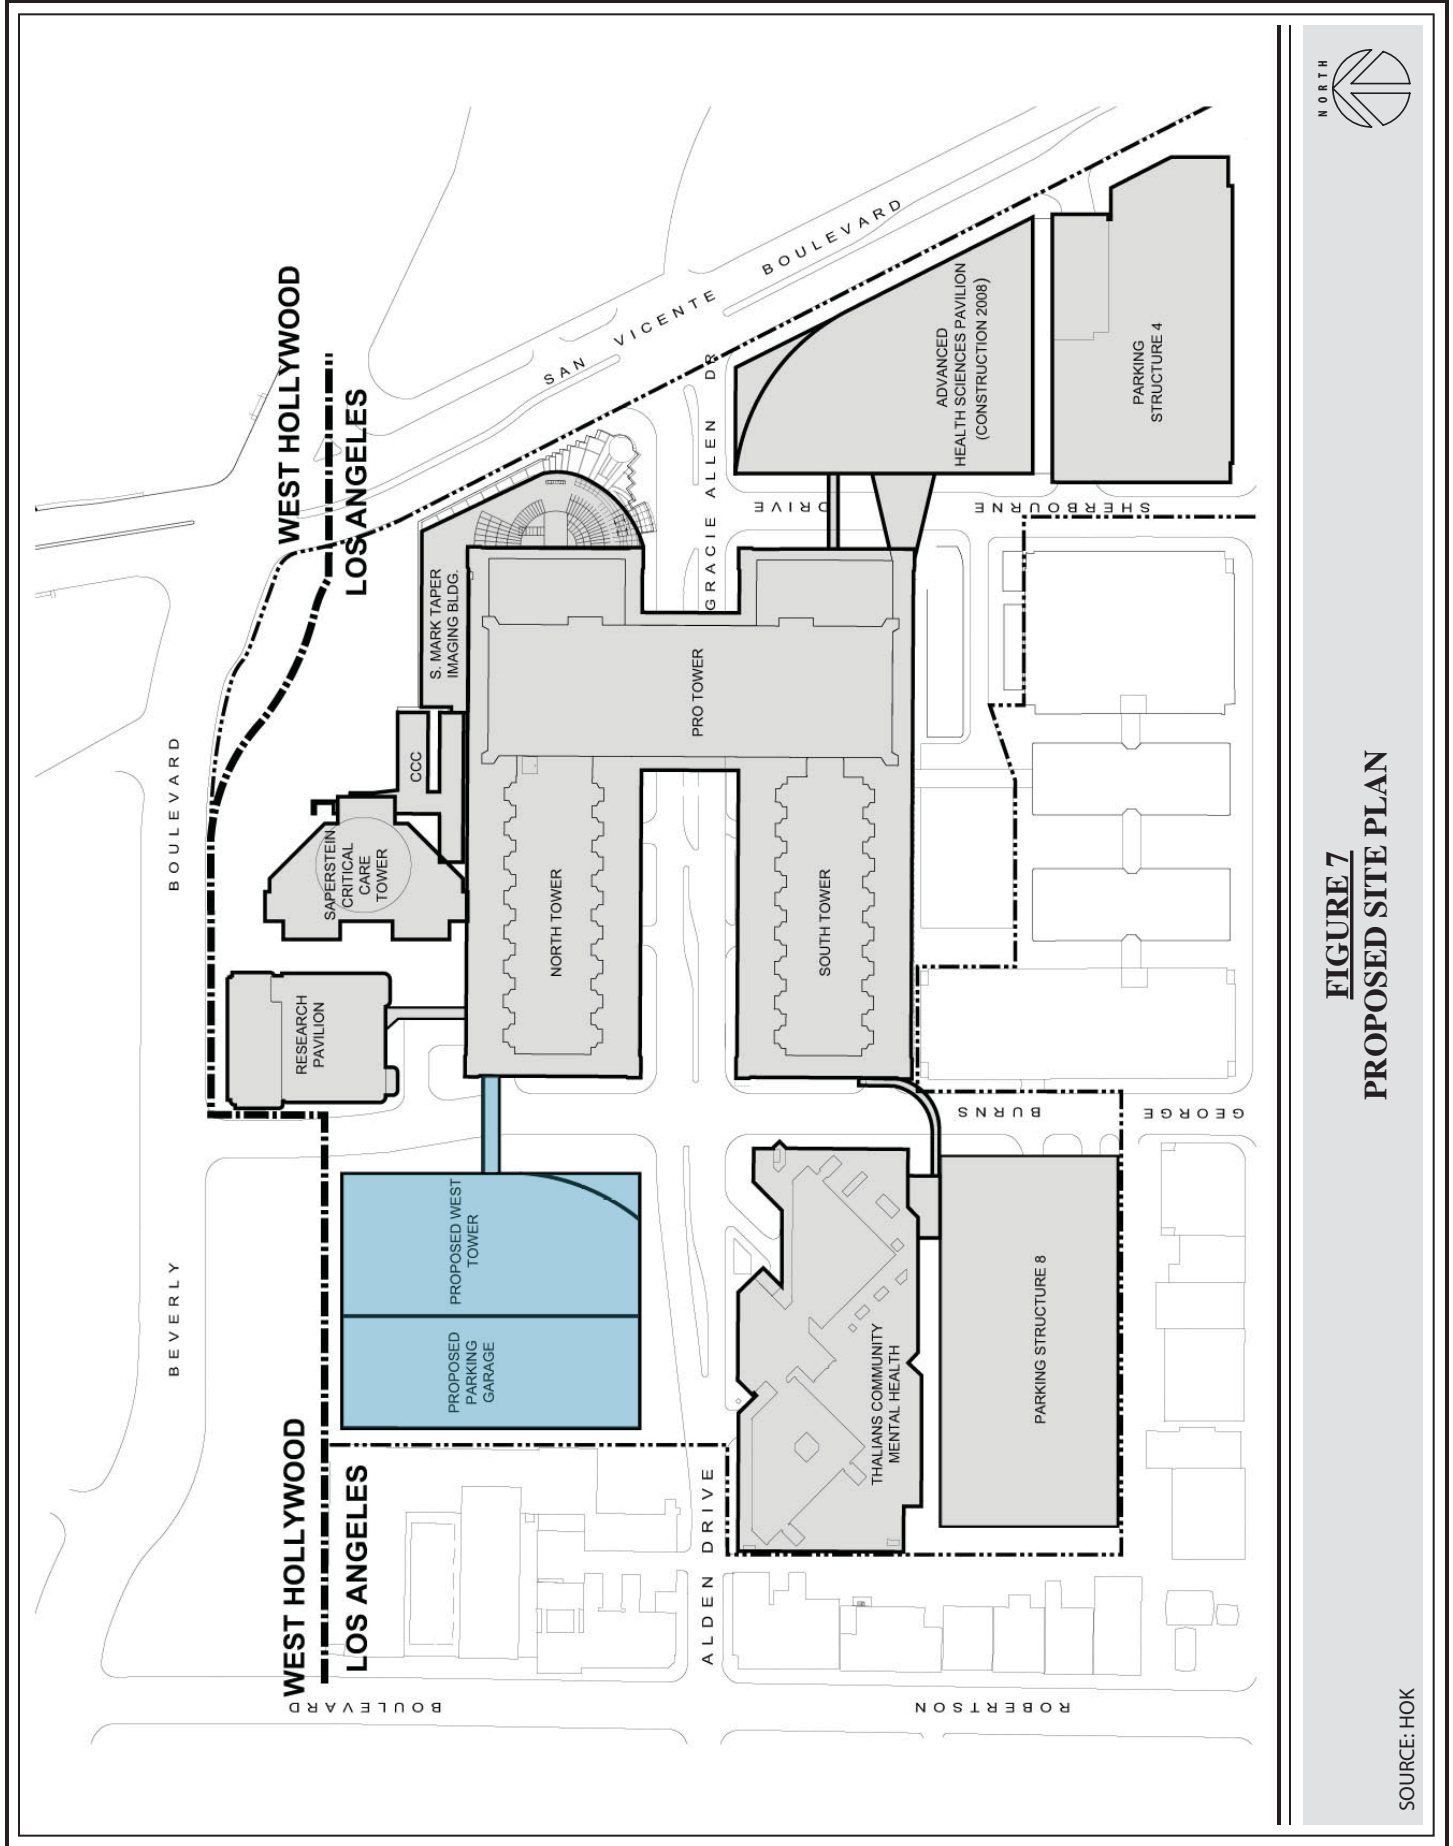 WEST HOLLYWOOD
LOS ANGELES
WEST HOLLYWOOD
LOS ANGELES
BEVERLY
BOULEVARD
SAN VICENTE BOULEVARD
ROBERTSON
BOULEVARD
ALDEN DRIVE
GRACIE ALLEN DR
GEORGE
BURNS
SHERBOURNE
DRIVE
PROPOSED
PARKING
GARAGE
PROPOSED WEST
TOWER
RESEARCH
PAVILION
SAPERSTEIN
CRITICAL
CARE
TOWER
CCC
S. MARK TAPER
IMAGING BLDG.
NORTH TOWER
PRO TOWER
SOUTH TOWER
THALIANS COMMUNITY
MENTAL HEALTH
PARKING STRUCTURE 8
ADVANCED
HEALTH SCIENCES PAVILION
(CONSTRUCTION 2008)
PARKING
STRUCTURE 4
SOURCE: HOK
FIGURE 7
PROPOSED SITE PLAN
NORTH